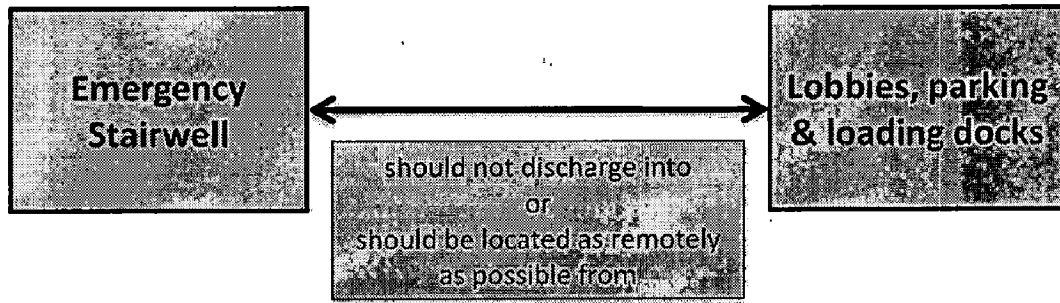 Emergency
Stairwell
Lobbies, parking
& loading docks
should not discharge into
or
should be located as remotely
as possible from